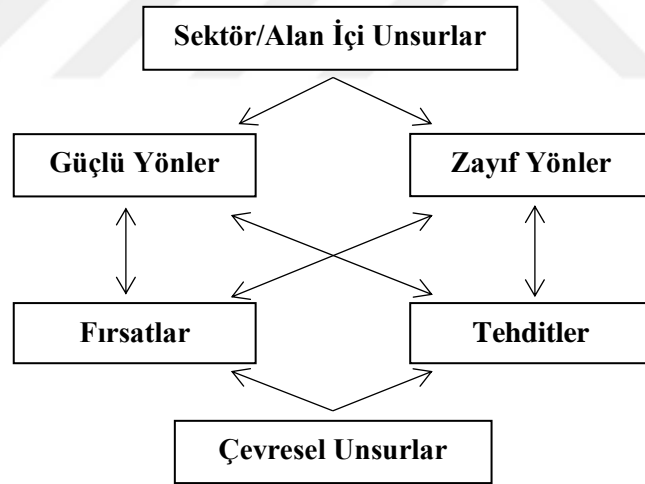 Sektör/Alan İçi Unsurlar
Güçlü Yönler
Zayıf Yönler
Fırsatlar
Tehditler
Çevresel Unsurlar